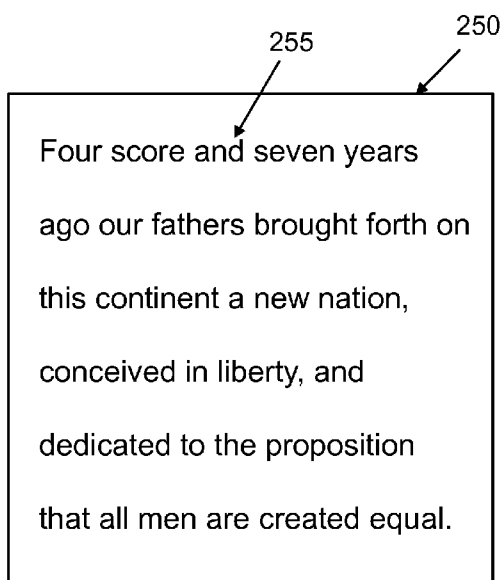 250
255
Four score and seven years
ago our fathers brought forth on
this continent a new nation,
conceived in liberty, and
dedicated to the proposition
that all men are created equal.